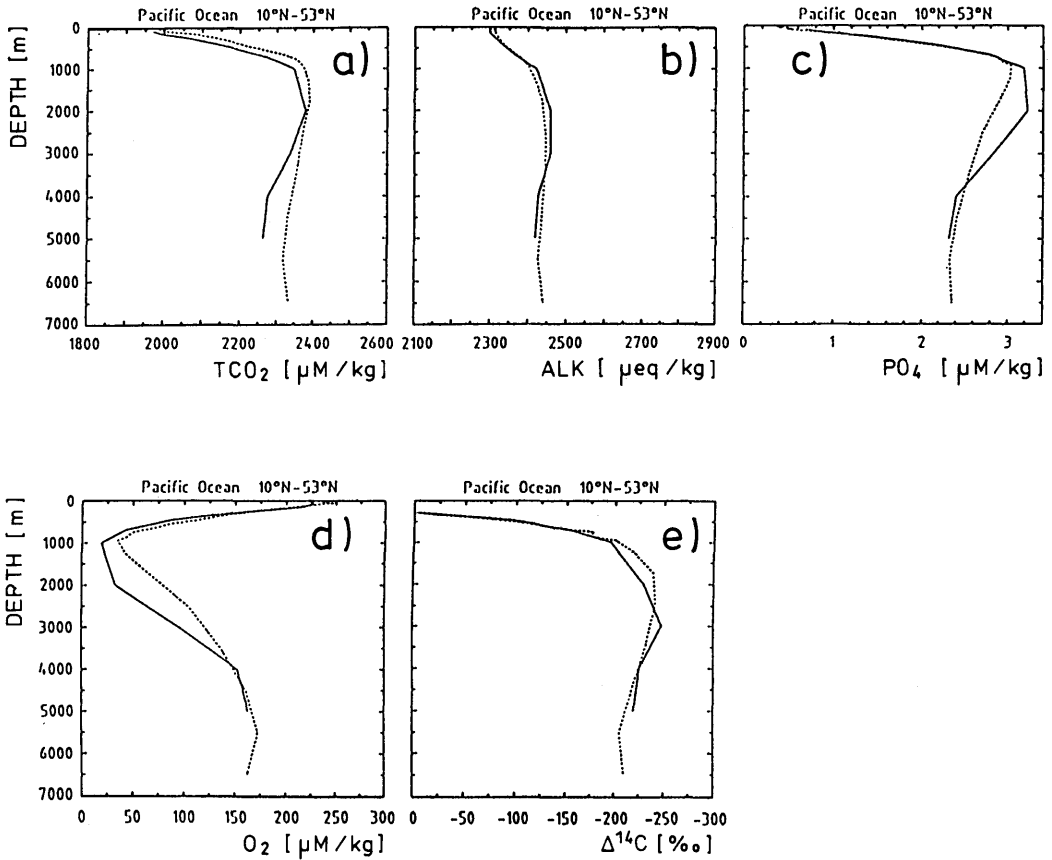 Pacific Ocean 10°N-53°N Pacific Ocean 10°N-53°N Pacific Ocean 10°N-53°N
a) b) c)
DEPTH [m]
0
1000
2000
3000
4000
5000
6000
7000
1800 2000 2200 2400 2600 2100 2300 2500 2700 2900 0 1 2 3
TCO₂ [ µM/kg) ALK [ µeq/kg) PO₄ [ µM/kg)
Pacific Ocean 10°N-53°N Pacific Ocean 10°N-53°N
d) e)
DEPTH [m]
0
1000
2000
3000
4000
5000
6000
7000
0 50 100 150 200 250 300 0 -50 -100 -150 -200 -250 -300
O₂ [ µM/kg] Δ¹⁴C [‰]